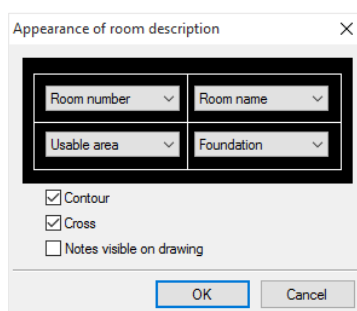 Appearance of room description
Room number Room name
Usable area Foundation
Contour
Cross
Notes visible on drawing
OK Cancel